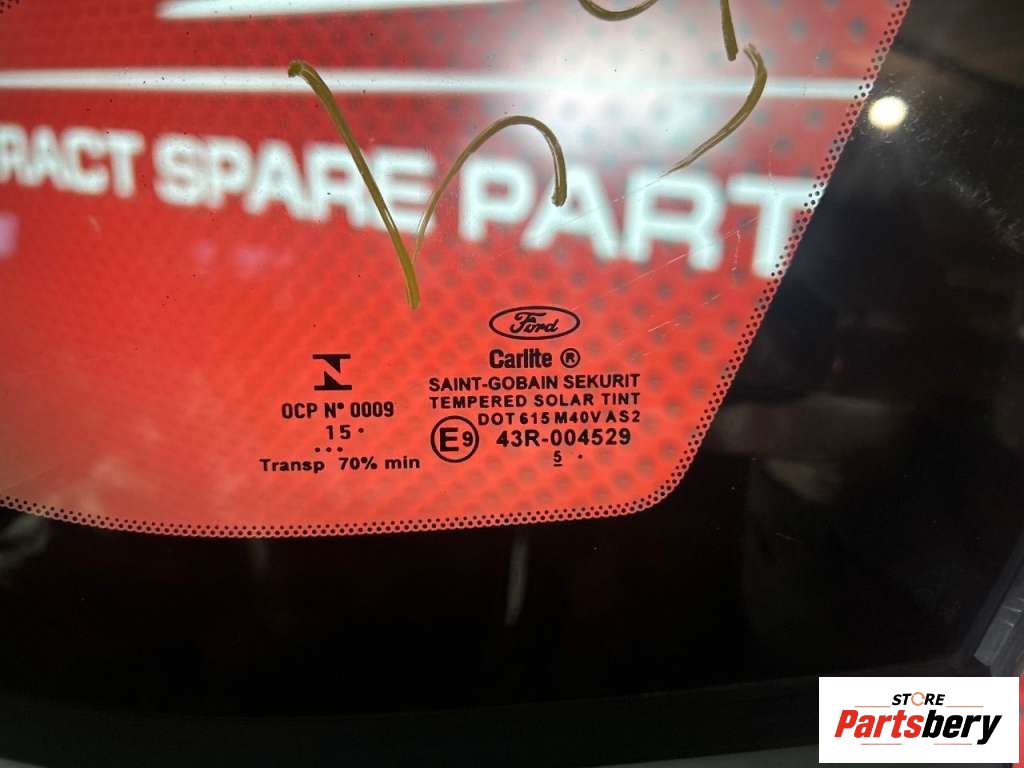 RACT SPARE PART
Ford
Carlite ®
SAINT-GOBAIN SEKURIT
TEMPERED SOLAR TINT
DOT 615 M40V AS2
E9 43R-004529
5 .
N
OCP N° 0009
15 .
...
Transp 70% min
STORE
Partsbery